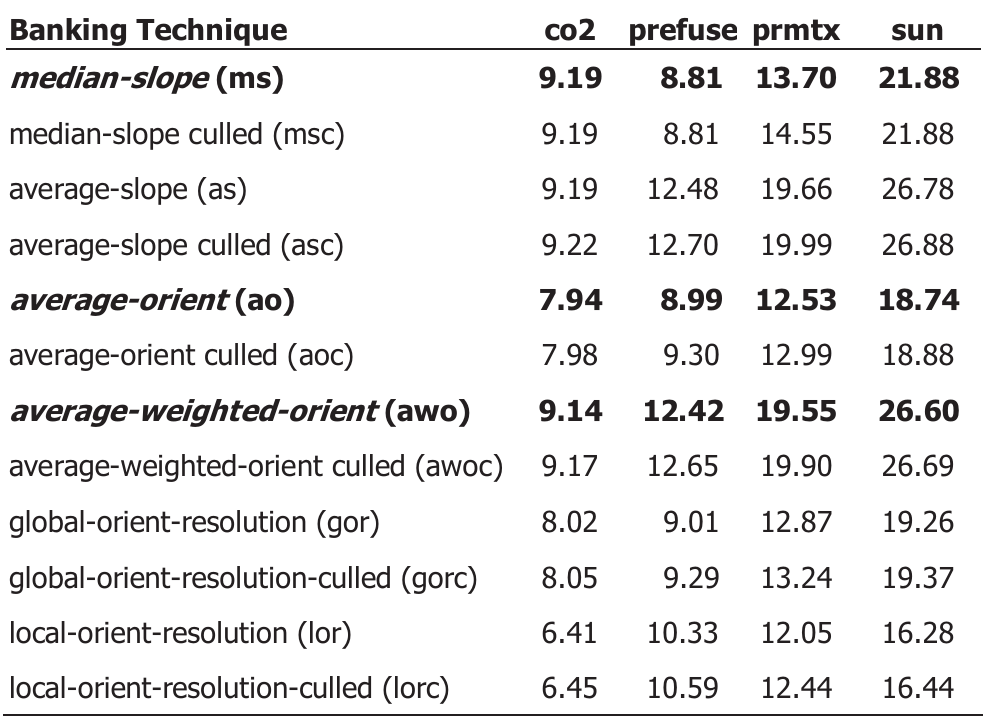 Banking Technique co2 prefuse prmtx sun
median-slope (ms) 9.19 8.81 13.70 21.88
median-slope culled (msc) 9.19 8.81 14.55 21.88
average-slope (as) 9.19 12.48 19.66 26.78
average-slope culled (asc) 9.22 12.70 19.99 26.88
average-orient (ao) 7.94 8.99 12.53 18.74
average-orient culled (aoc) 7.98 9.30 12.99 18.88
average-weighted-orient (awo) 9.14 12.42 19.55 26.60
average-weighted-orient culled (awoc) 9.17 12.65 19.90 26.69
global-orient-resolution (gor) 8.02 9.01 12.87 19.26
global-orient-resolution-culled (gorc) 8.05 9.29 13.24 19.37
local-orient-resolution (lor) 6.41 10.33 12.05 16.28
local-orient-resolution-culled (lorc) 6.45 10.59 12.44 16.44